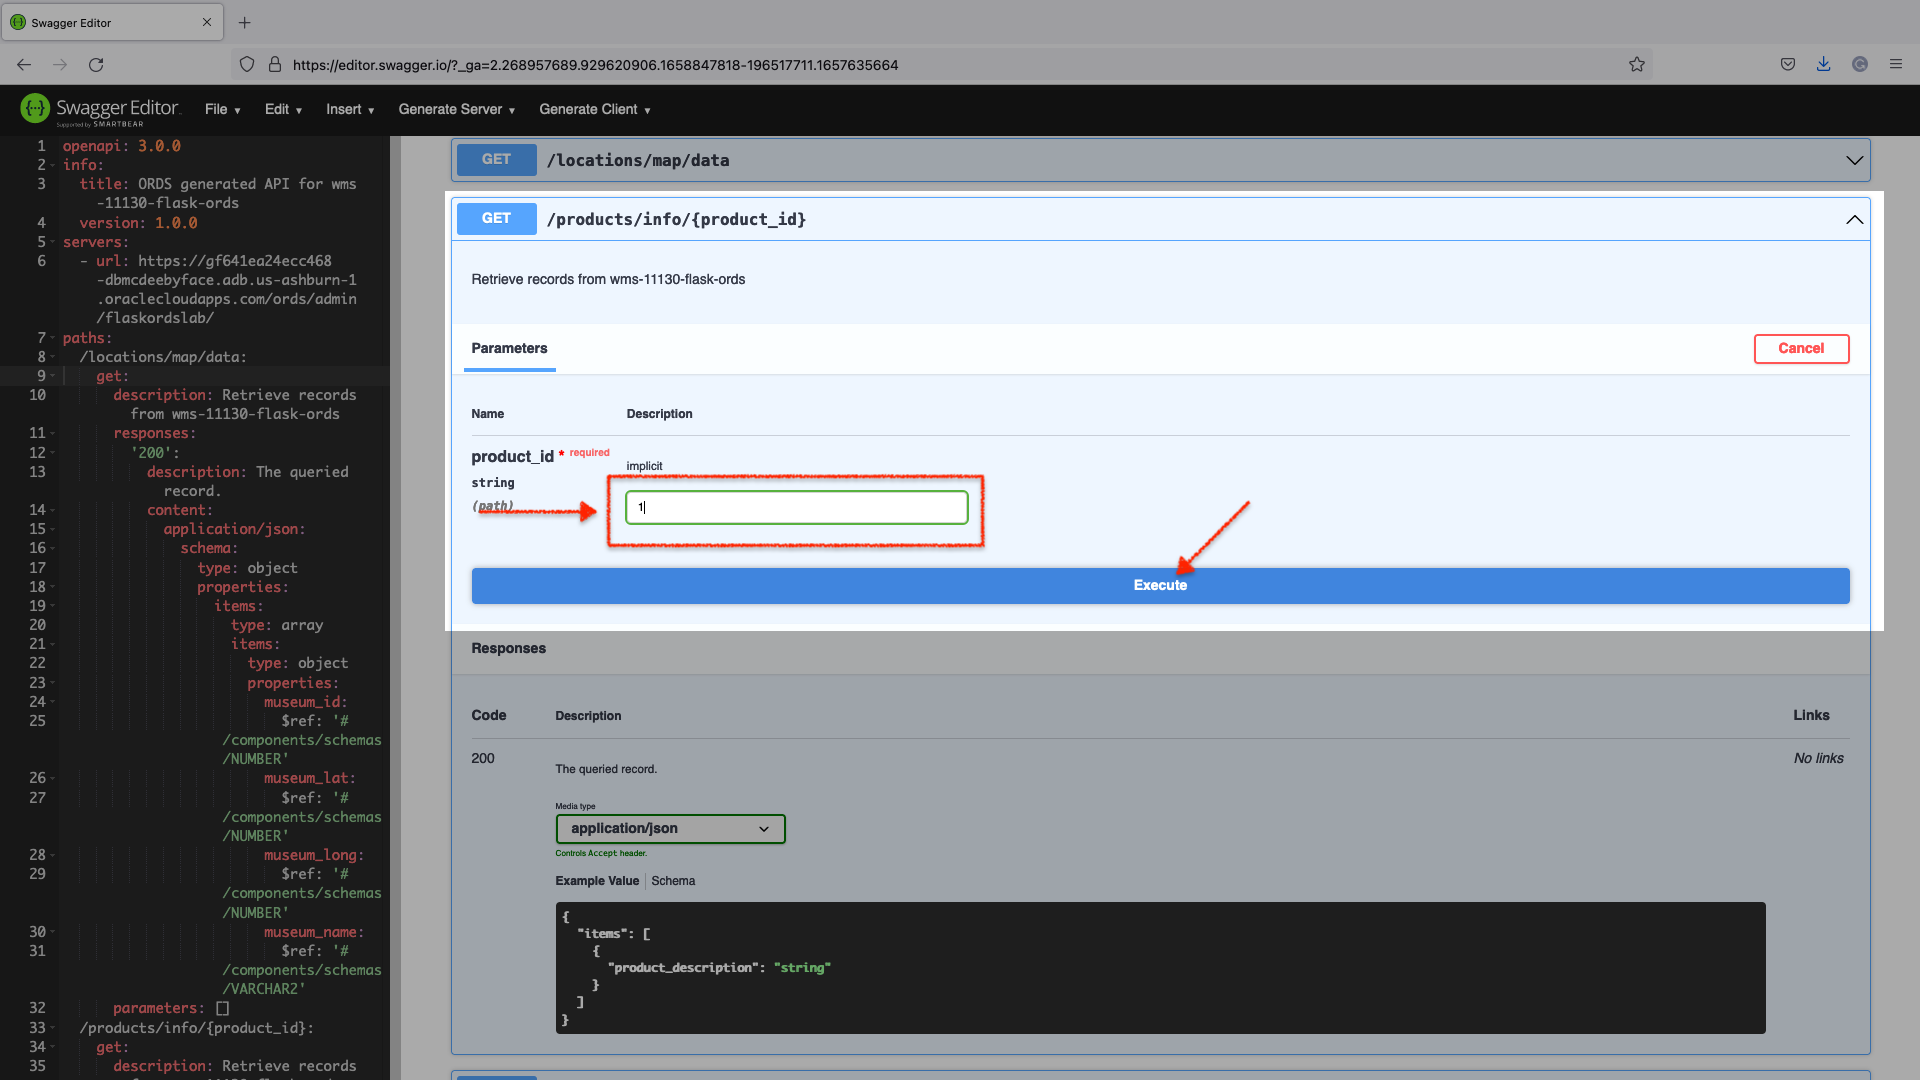 Swagger Editor
https://editor.swagger.io/?_ga=2.268957689.929620906.1658847818-196517711.1657635664
Swagger Editor
Supported by SMARTBEAR
File
Edit
Insert
Generate Server
Generate Client
1 openapi: 3.0.0
2 info:
3 title: ORDS generated API for wms
-11130-flask-ords
4 version: 1.0.0
5 servers:
6 - url: https://gf641ea24ecc468
-dbmcdeebyface.adb.us-ashburn-1
.oraclecloudapps.com/ords/admin
/flaskordslab/
7 paths:
8 /locations/map/data:
9 get:
10 description: Retrieve records
from wms-11130-flask-ords
11 responses:
12 '200':
13 description: The queried
record.
14 content:
15 application/json:
16 schema:
17 type: object
18 properties:
19 items:
20 type: array
21 items:
22 type: object
23 properties:
24 museum_id:
25 $ref: '#
/components/schemas
/NUMBER'
26 museum_lat:
27 $ref: '#
/components/schemas
/NUMBER'
28 museum_long:
29 $ref: '#
/components/schemas
/NUMBER'
30 museum_name:
31 $ref: '#
/components/schemas
/VARCHAR2'
32 parameters: []
33 /products/info/{product_id}:
34 get:
35 description: Retrieve records
GET /locations/map/data
GET /products/info/{product_id}
Retrieve records from wms-11130-flask-ords
Parameters
Cancel
Name Description
product_id * required
string
(path)
implicit
1
Execute
Responses
Code Description Links
200 The queried record. No links
Media type
application/json
Controls Accept header.
Example Value Schema
{
"items": [
{
"product_description": "string"
}
]
}